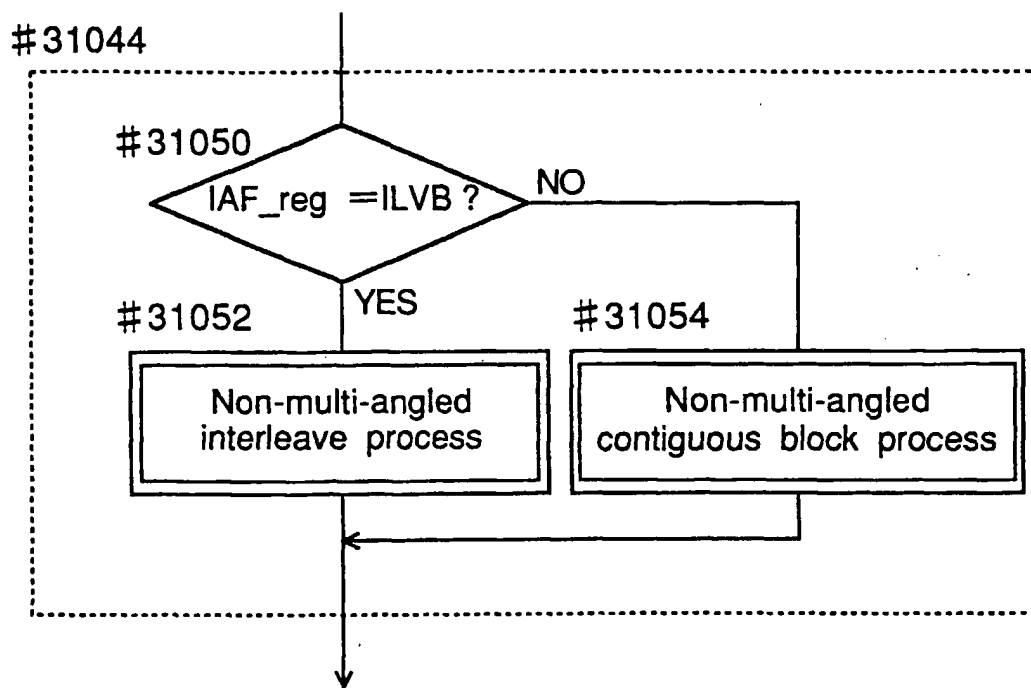 #31044
#31050
IAF_reg =ILVB ?
NO
YES
#31052
#31054
Non-multi-angled
interleave process
Non-multi-angled
contiguous block process